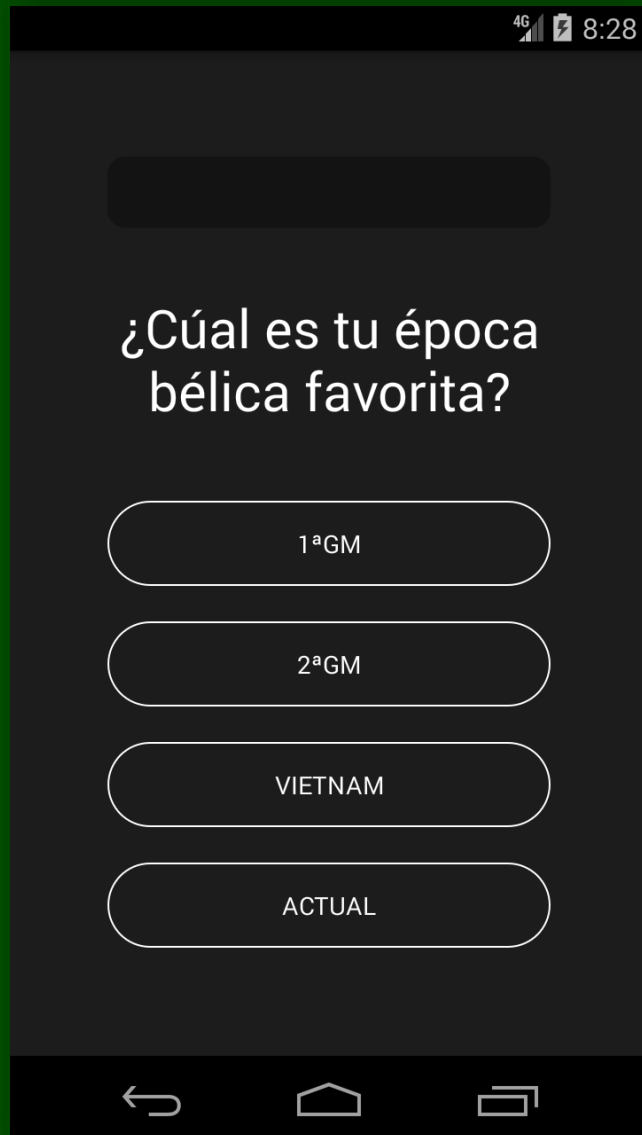 4G 8:28
¿Cúal es tu época
bélica favorita?
1ªGM
2ªGM
VIETNAM
ACTUAL